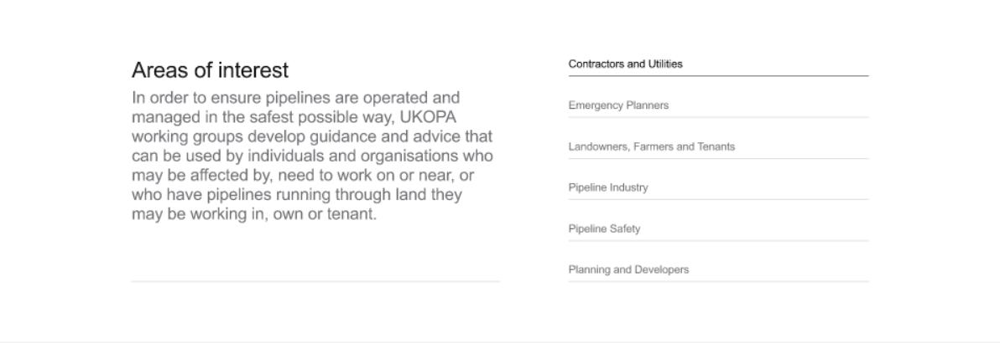 Areas of interest
In order to ensure pipelines are operated and
managed in the safest possible way, UKOPA
working groups develop guidance and advice that
can be used by individuals and organisations who
may be affected by, need to work on or near, or
who have pipelines running through land they
may be working in, own or tenant.
Contractors and Utilities
Emergency Planners
Landowners, Farmers and Tenants
Pipeline Industry
Pipeline Safety
Planning and Developers